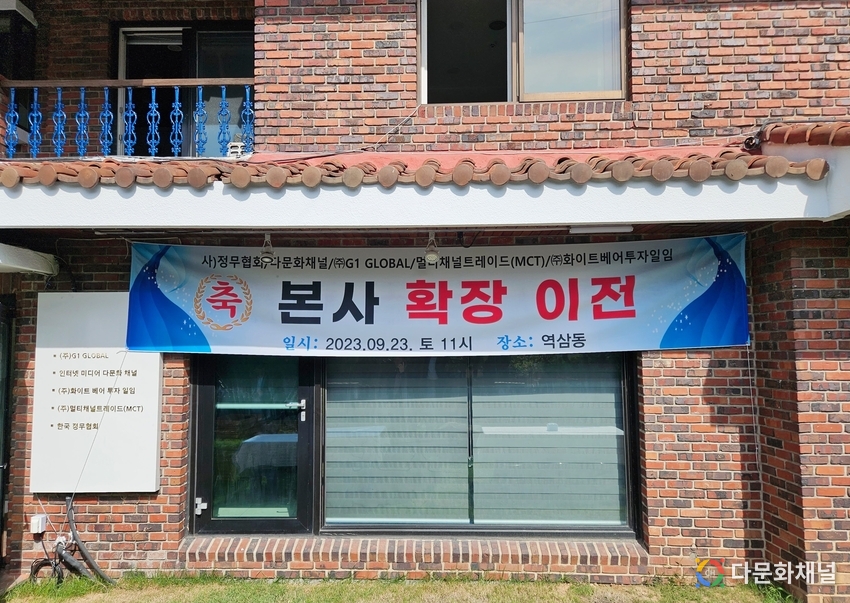 사)정무협회/다문화채널/㈜G1 GLOBAL/멀티채널트레이드(MCT)/㈜화이트베어투자일임
축
본사 확장 이전
일시: 2023.09.23. 토 11시 장소: 역삼동
• (주)G1 GLOBAL
• 인터넷 미디어 다문화 채널
• (주)화이트 베어 투자 일임
• (주)멀티채널트레이드(MCT)
• 한국 정무협회
다문화채널